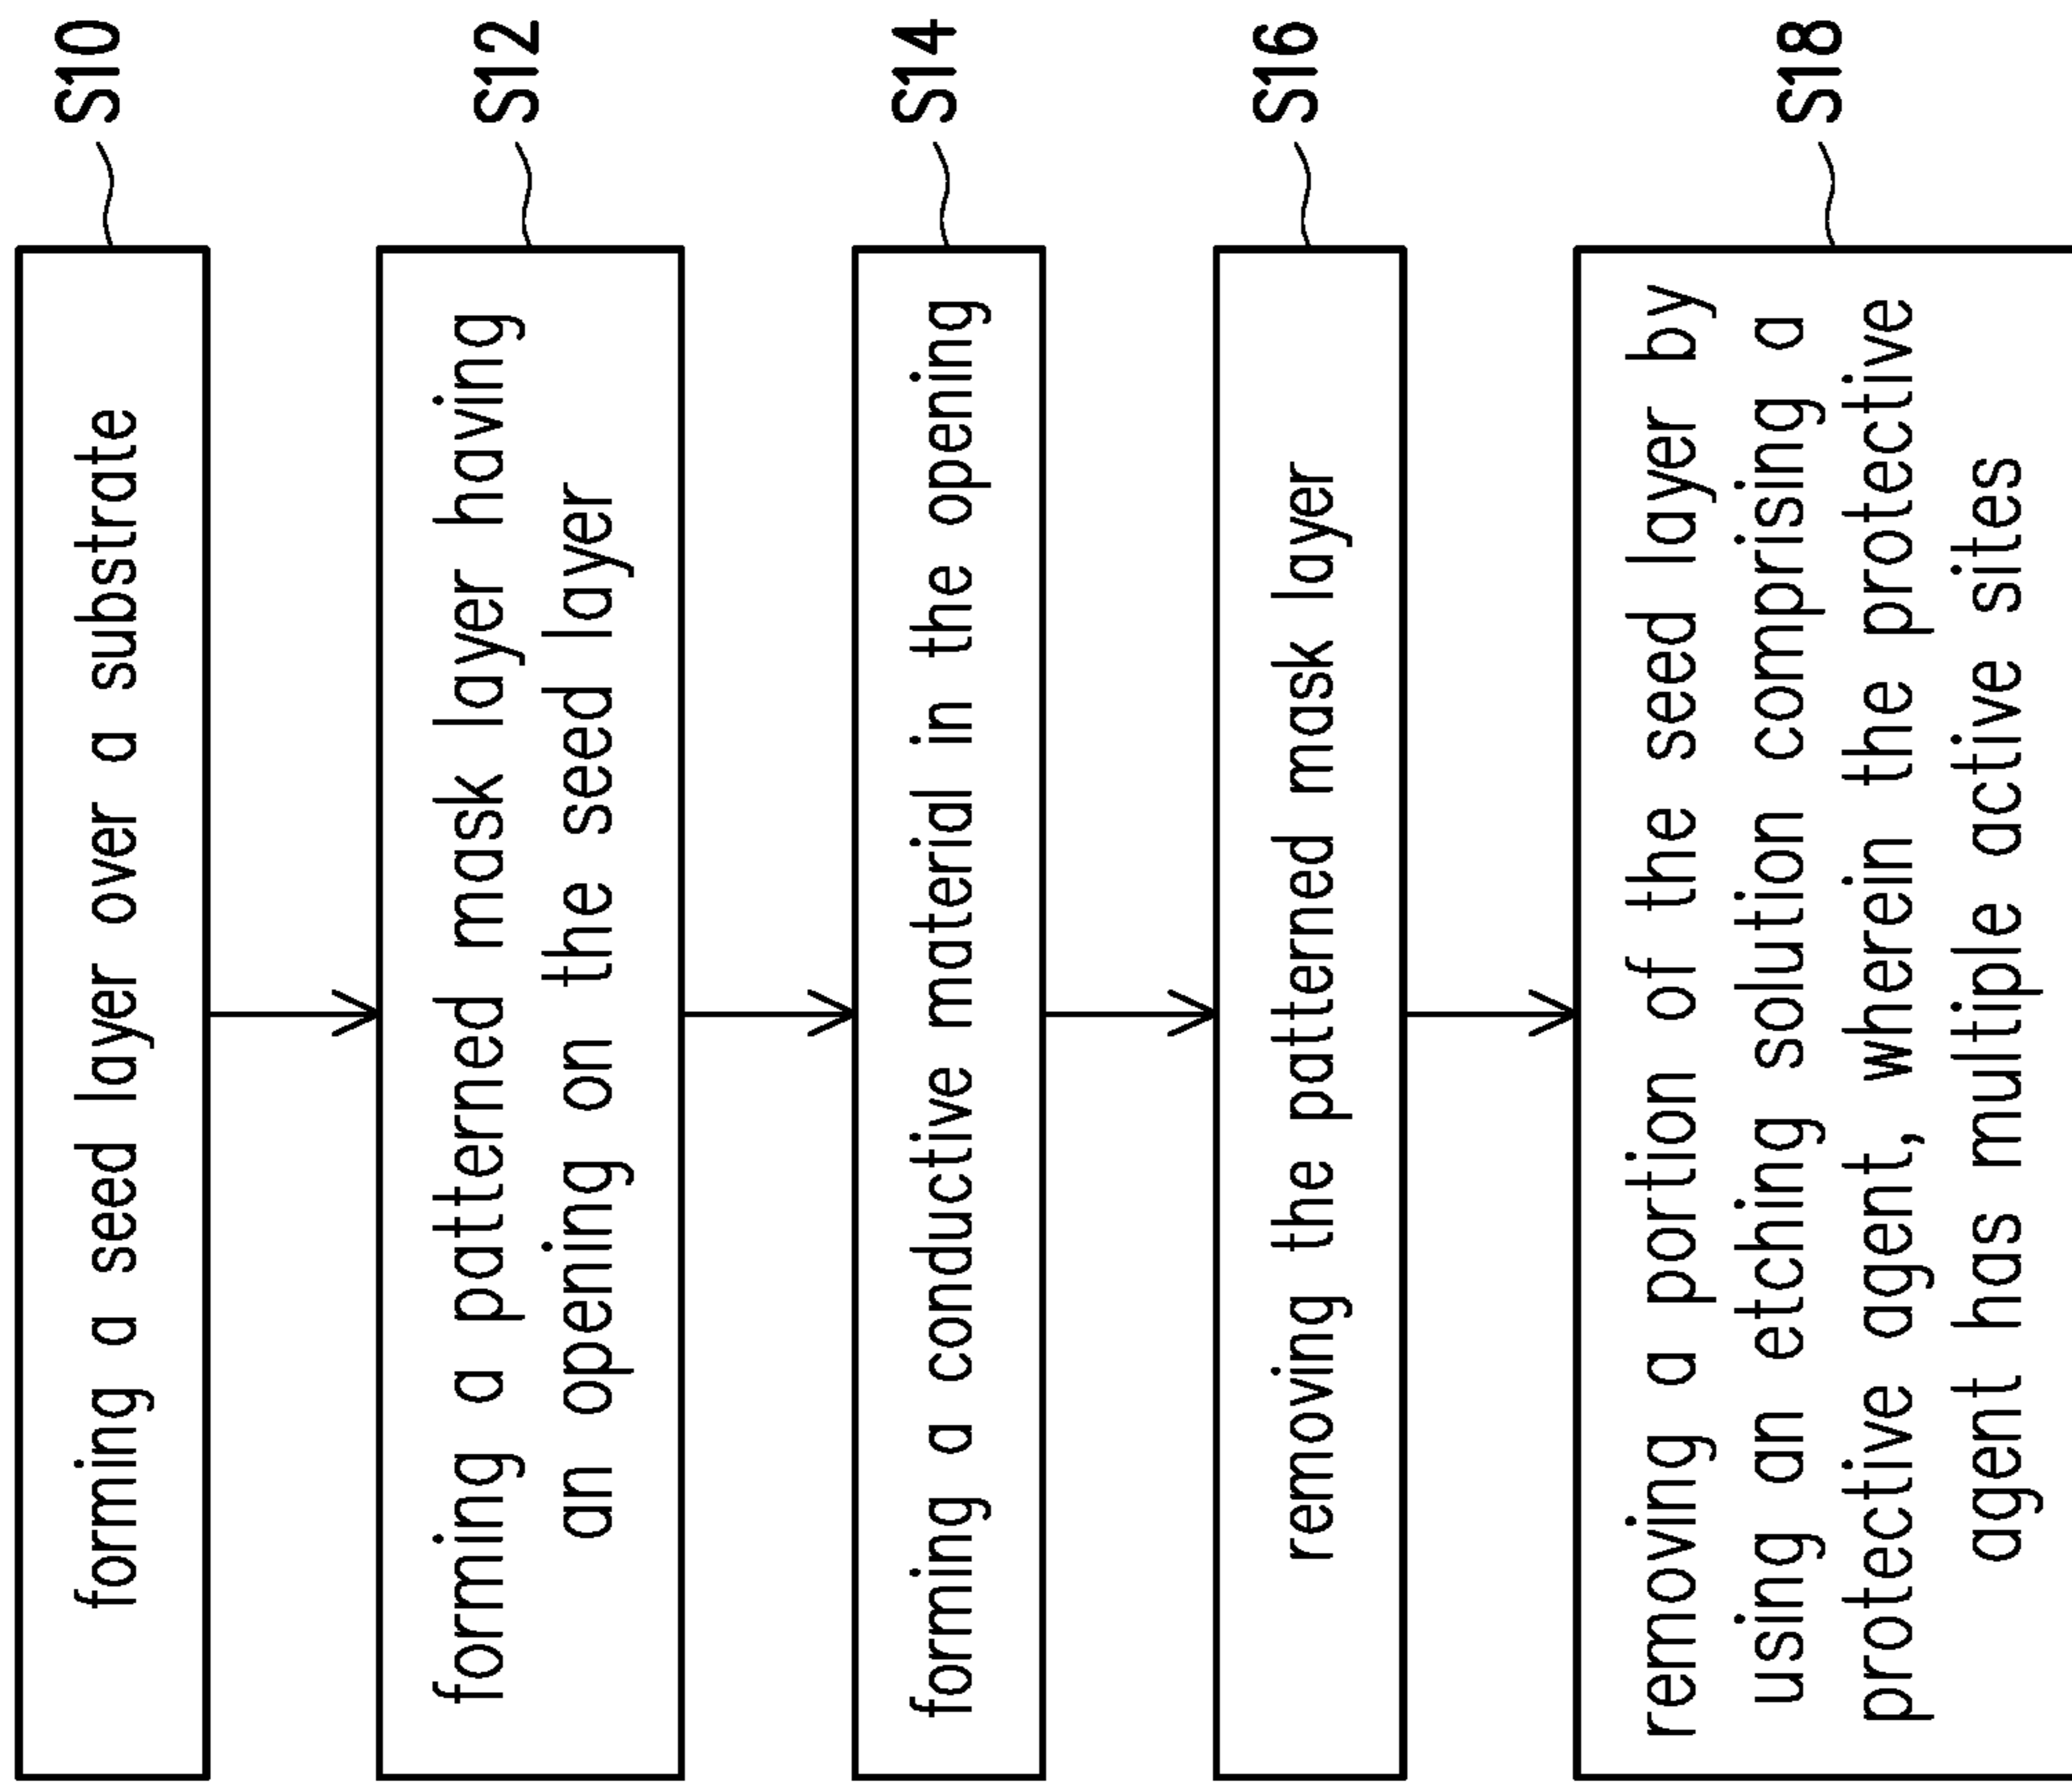 forming a seed layer over a substrate
S10
forming a patterned mask layer having
an opening on the seed layer
S12
forming a conductive material in the opening
S14
removing the patterned mask layer
S16
removing a portion of the seed layer by
using an etching solution comprising a
protective agent, wherein the protective
agent has multiple active sites
S18